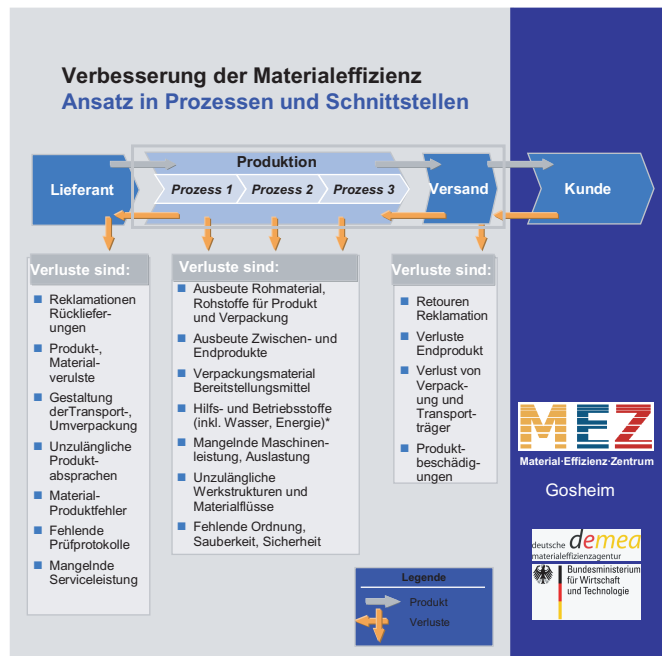 Verbesserung der Materialeffizienz
Ansatz in Prozessen und Schnittstellen
Produktion
Lieferant
Prozess 1
Prozess 2
Prozess 3
Versand
Kunde
Verluste sind:
Reklamationen
Rücklieferungen
Produkt-,
Material-
verulste
Gestaltung
derTransport-,
Umverpackung
Unzulängliche
Produkt-
absprachen
Material-
Produktfehler
Fehlende
Prüfprotokolle
Mangelnde
Serviceleistung
Verluste sind:
Ausbeute Rohmaterial,
Rohstoffe für Produkt
und Verpackung
Ausbeute Zwischen- und
Endprodukte
Verpackungsmaterial
Bereitstellungsmittel
Hilfs- und Betriebsstoffe
(inkl. Wasser, Energie)*
Mangelnde Maschinen-
leistung, Auslastung
Unzulängliche
Werkstrukturen und
Materialflüsse
Fehlende Ordnung,
Sauberkeit, Sicherheit
Verluste sind:
Retouren
Reklamation
Verluste
Endprodukt
Verlust von
Verpack-
ung und
Transport-
träger
Produkt-
beschädig-
ungen
Legende
Produkt
Verluste
MEZ
Material·Effizienz·Zentrum
Gosheim
deutsche demea
materialeffizienzagentur
Bundesministerium
für Wirtschaft
und Technologie